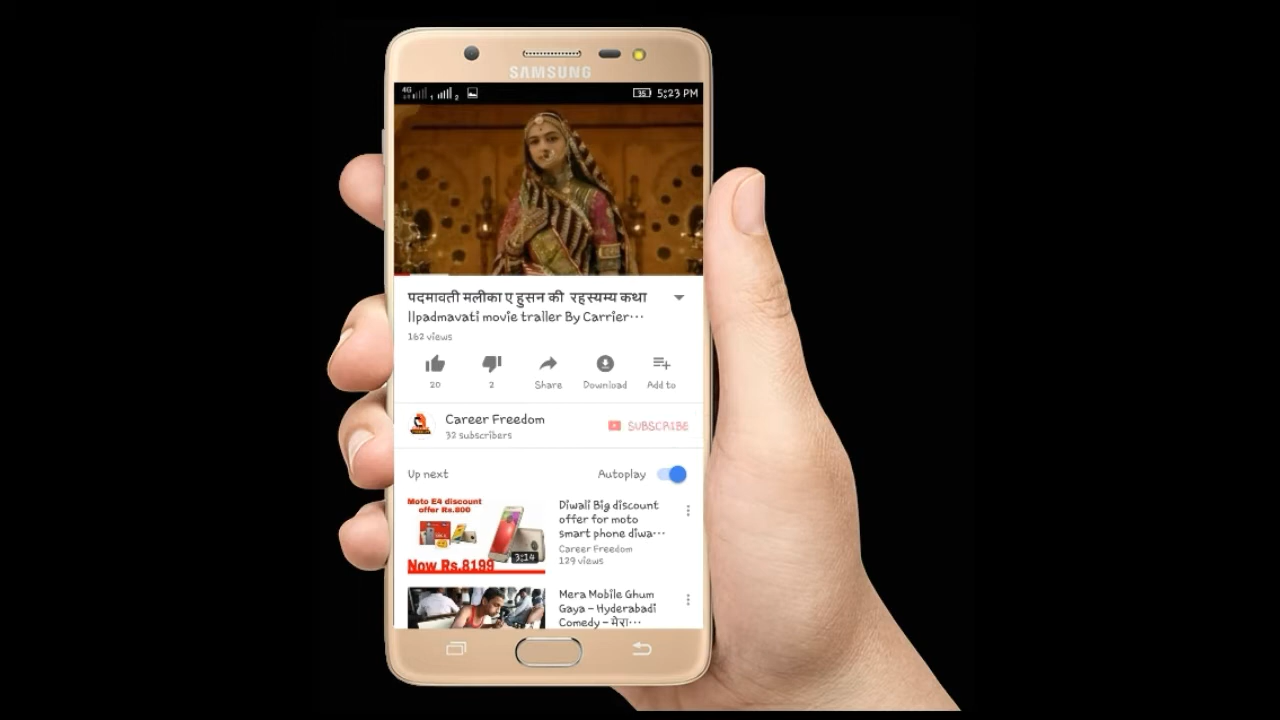 SAMSUNG
4G 1 2 35 5:23 PM
पदमावती मलीका ए हुसन की रहस्यम्य कथा
llpadmavati movie traller By Carrier···
162 views
20 2 Share Download Add to
Career Freedom
32 subscribers
SUBSCRIBE
Up next Autoplay
Moto E4 discount
offer Rs.800
3:14
Now Rs.8199
Diwali Big discount
offer for moto
smart phone diwa···
Career Freedom
129 views
Mera Mobile Ghum
Gaya – Hyderabadi
Comedy – मेरा···